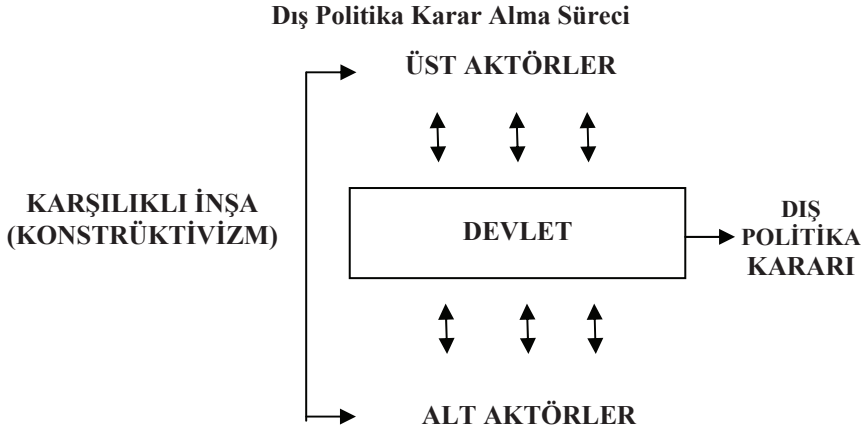 Dış Politika Karar Alma Süreci
ÜST AKTÖRLER
KARŞILIKLI İNŞA
(KONSTRÜKTİVİZM)
DEVLET
DIŞ
POLİTİKA
KARARI
ALT AKTÖRLER